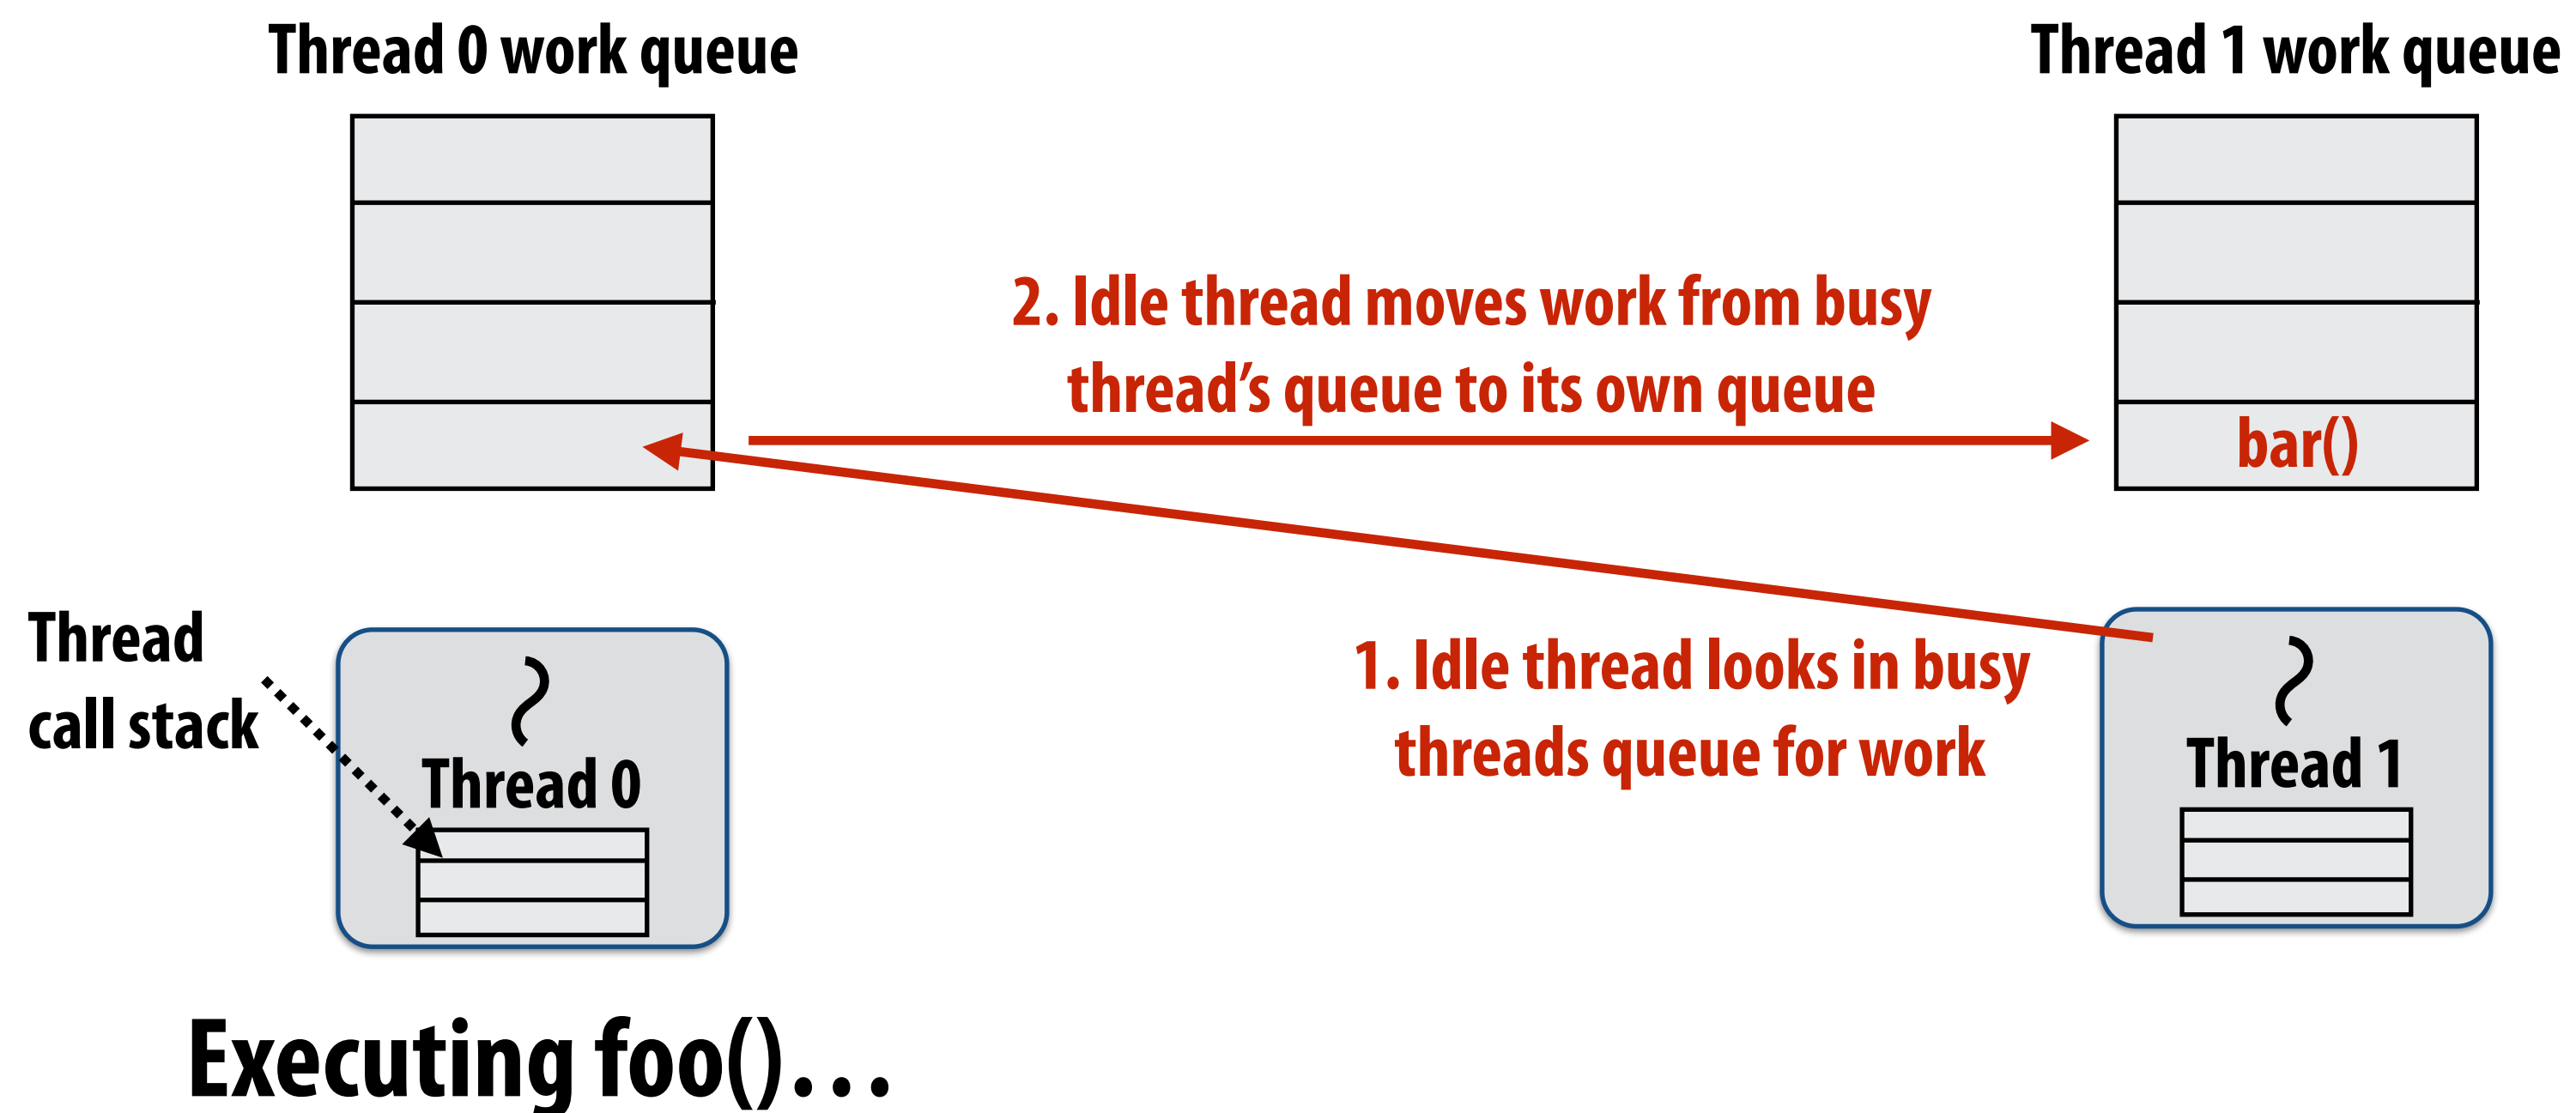 Thread 0 work queue
Thread 1 work queue
2. Idle thread moves work from busy
thread’s queue to its own queue
bar()
Thread
call stack
Thread 0
1. Idle thread looks in busy
threads queue for work
Thread 1
Executing foo()…